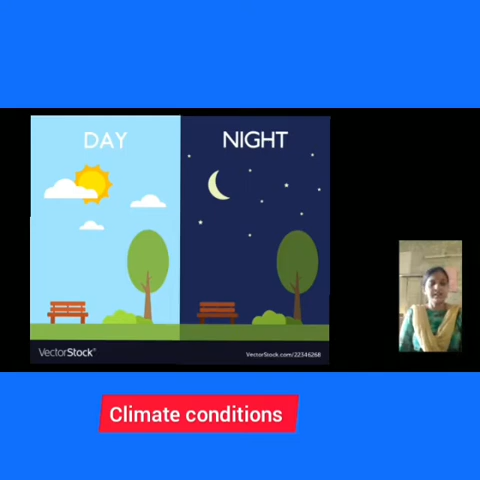 DAY
NIGHT
VectorStock®
VectorStock.com/22346268
Climate conditions